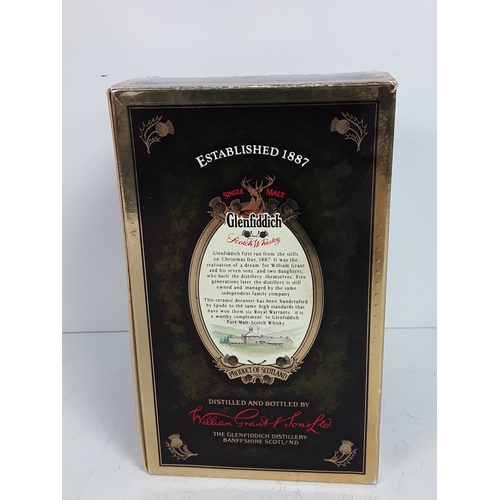 ESTABLISHED 1887
SINGLE MALT
Glenfiddich
Scotch Whisky
Glenfiddich first ran from the stills
on Christmas Day, 1887. It was the
realisation of a dream for William Grant
and his seven sons and two daughters,
who built the distillery themselves. Five
generations later, the distillery is still
owned and managed by the same
independent family company.
This ceramic decanter has been handcrafted
by Spode to the same high standards that
have won them six Royal Warrants - it is
a worthy complement to Glenfiddich
Pure Malt Scotch Whisky
PRODUCT OF SCOTLAND
DISTILLED AND BOTTLED BY
William Grant & Sons Ltd
THE GLENFIDDICH DISTILLERY
BANFFSHIRE SCOTLAND